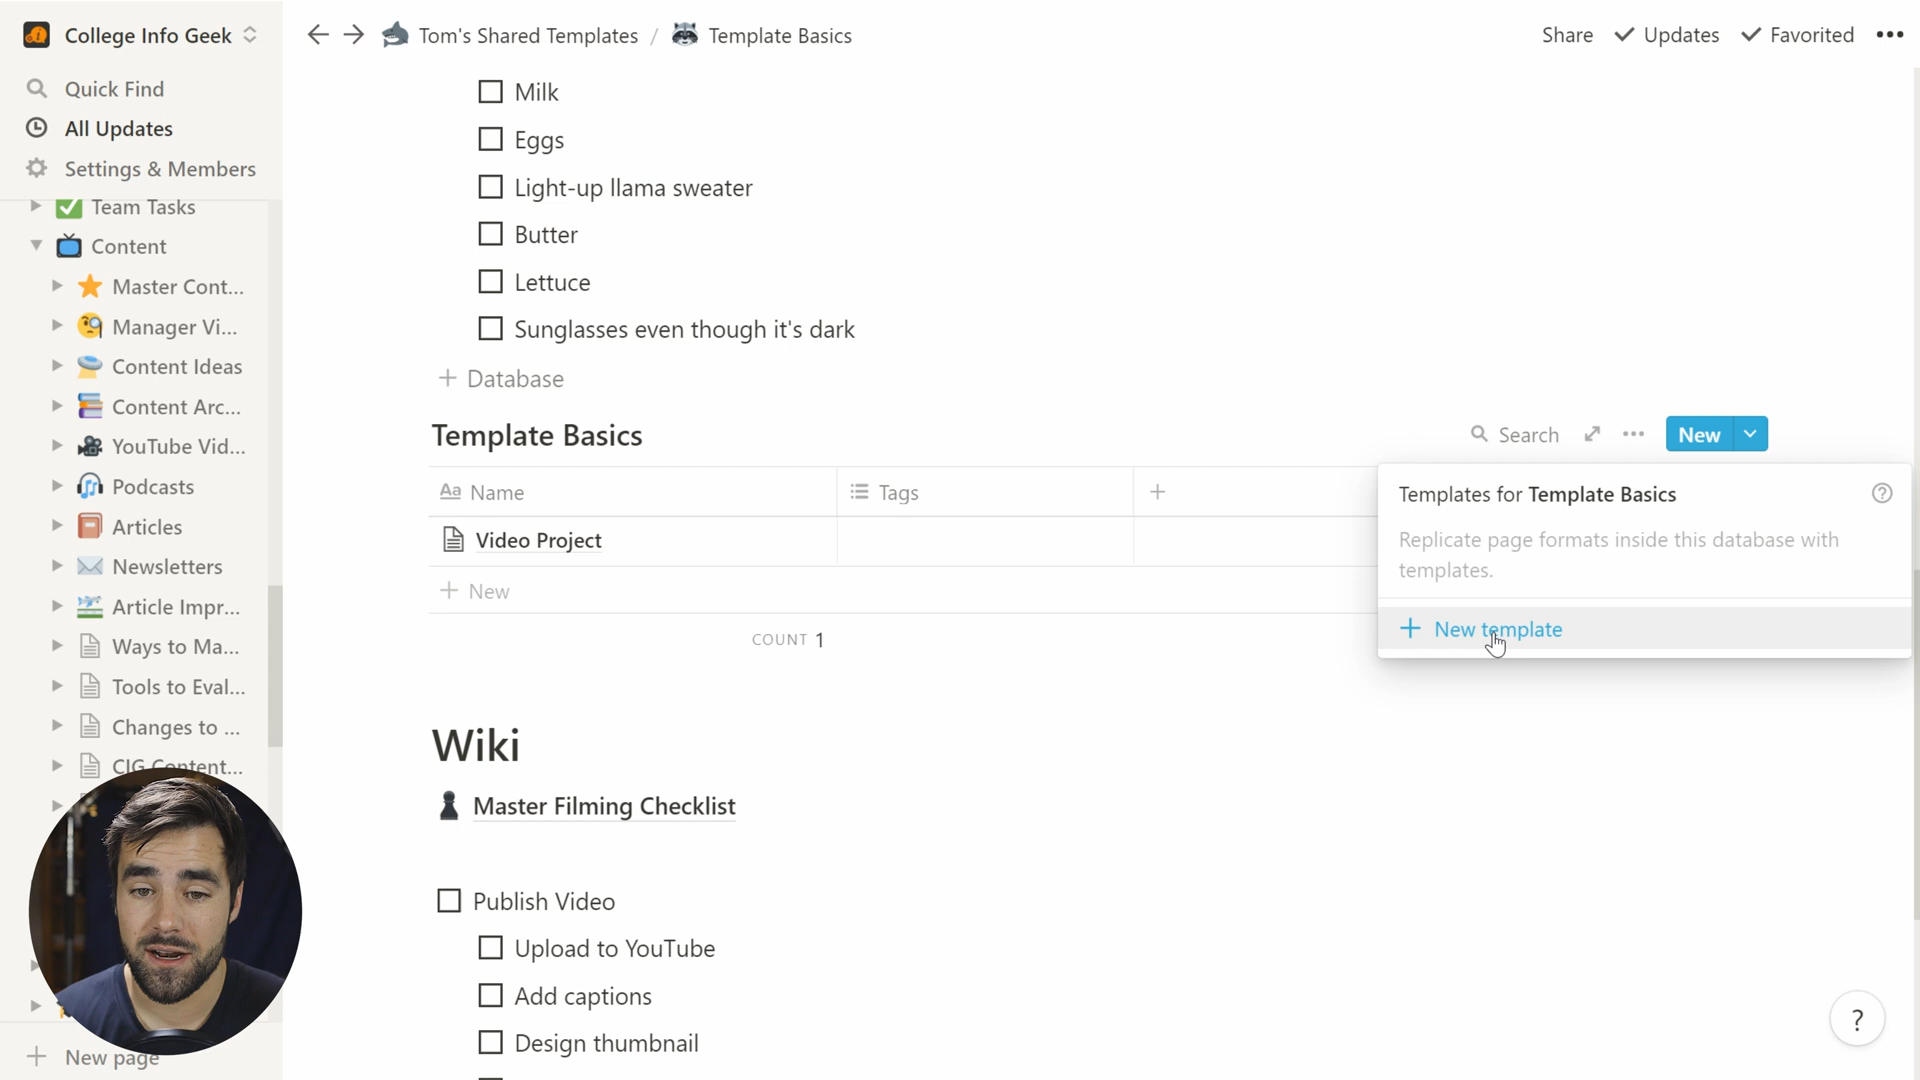 College Info Geek
Quick Find
All Updates
Settings & Members
Team Tasks
Content
Master Cont...
Manager Vi...
Content Ideas
Content Arc...
YouTube Vid...
Podcasts
Articles
Newsletters
Article Impr...
Ways to Ma...
Tools to Eval...
Changes to ...
CIG Content...
New page
Tom's Shared Templates / Template Basics
Share
Updates
Favorited
Milk
Eggs
Light-up llama sweater
Butter
Lettuce
Sunglasses even though it's dark
+ Database
Template Basics
Search
New
Aa Name
Tags
Video Project
+ New
COUNT 1
Templates for Template Basics
?
Replicate page formats inside this database with
templates.
+ New template
Wiki
Master Filming Checklist
Publish Video
Upload to YouTube
Add captions
Design thumbnail
?